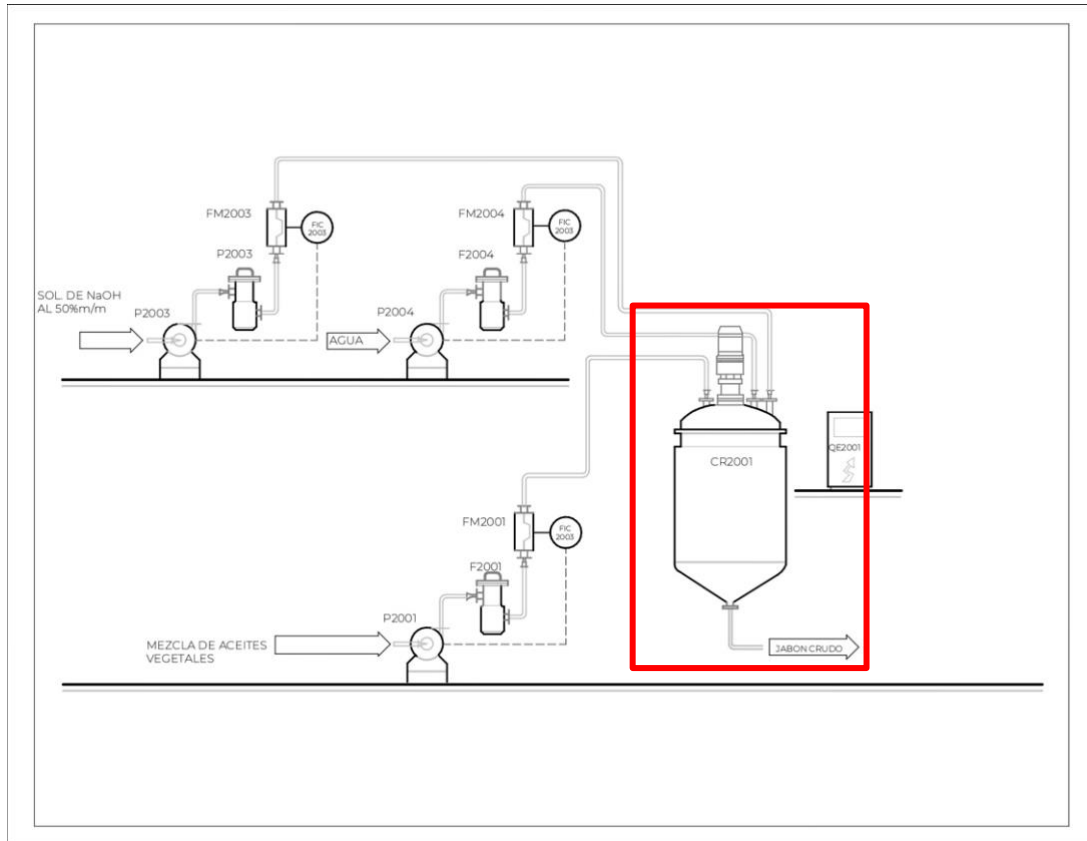 FM2003
FIC
2003
P2003
SOL. DE NaOH
AL 50%m/m
P2003
FM2004
FIC
2003
F2004
P2004
AGUA
CR2001
QE2001
FM2001
FIC
2003
F2001
P2001
MEZCLA DE ACEITES
VEGETALES
JABON CRUDO